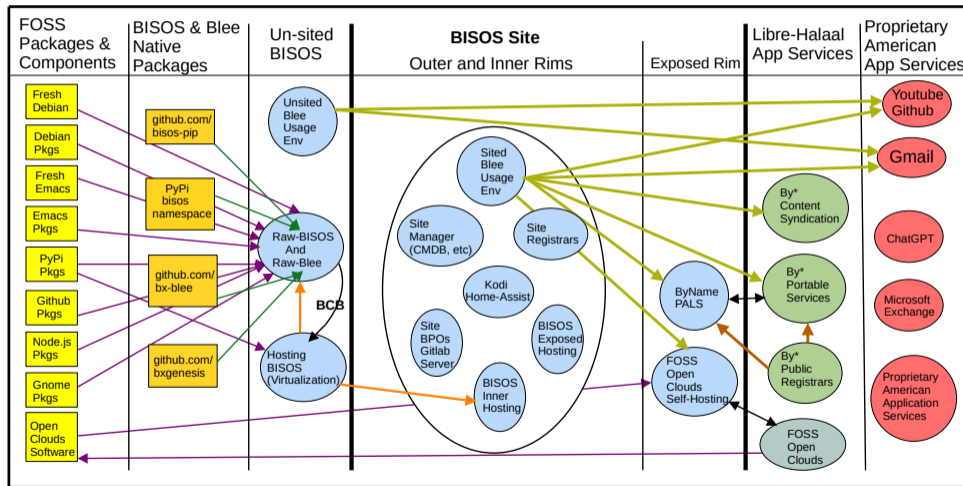 FOSS
Packages &
Components
BISOS & Blee
Native
Packages
Un-sited
BISOS
BISOS Site
Outer and Inner Rims
Exposed Rim
Libre-Halaal
App Services
Proprietary
American
App Services
Fresh
Debian
Debian
Pkgs
Fresh
Emacs
Emacs
Pkgs
PyPi
Pkgs
Github
Pkgs
Node.js
Pkgs
Gnome
Pkgs
Open
Clouds
Software
github.com/
bisos-pip
PyPi
bisos
namespace
github.com/
bx-blee
github.com/
bxgenesis
Unsited
Blee
Usage
Env
Raw-BISOS
And
Raw-Blee
BCB
Hosting
BISOS
(Virtualization)
Sited
Blee
Usage
Env
Site
Manager
(CMDB, etc)
Site
Registrars
Kodi
Home-Assist
Site
BPOs
Gitlab
Server
BISOS
Exposed
Hosting
BISOS
Inner
Hosting
ByName
PALS
FOSS
Open
Clouds
Self-Hosting
By*
Content
Syndication
By*
Portable
Services
By*
Public
Registrars
FOSS
Open
Clouds
Youtube
Github
Gmail
ChatGPT
Microsoft
Exchange
Proprietary
American
Application
Services